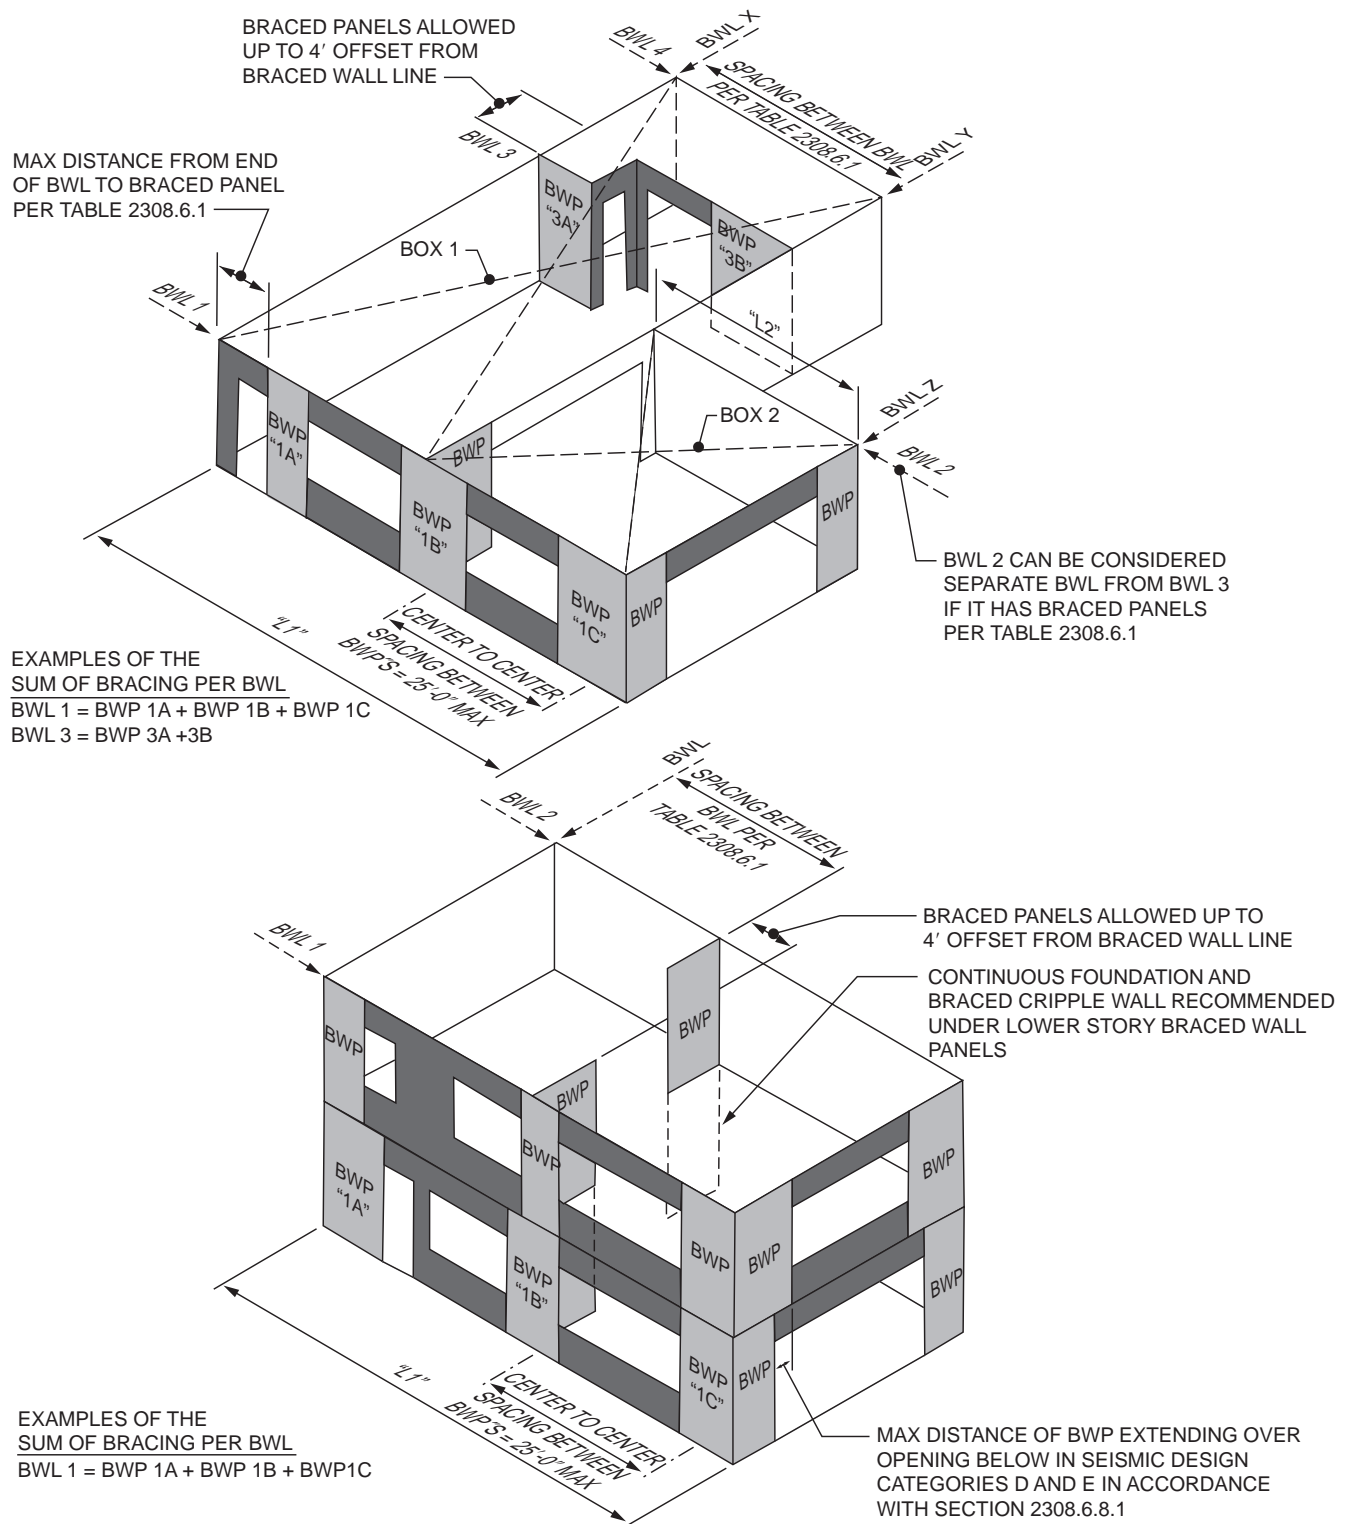 BRACED PANELS ALLOWED
UP TO 4′ OFFSET FROM
BRACED WALL LINE
BWL 4
BWL X
SPACING BETWEEN BWL
PER TABLE 2308.6.1
BWL Y
BWL 3
MAX DISTANCE FROM END
OF BWL TO BRACED PANEL
PER TABLE 2308.6.1
BWP
“3A”
BWP
“3B”
BOX 1
BWL 1
“L2”
BWL Z
BOX 2
BWL 2
BWP
“1A”
BWP
BWP
“1B”
BWP
BWP
“1C”
BWP
BWL 2 CAN BE CONSIDERED
SEPARATE BWL FROM BWL 3
IF IT HAS BRACED PANELS
PER TABLE 2308.6.1
“L1”
CENTER TO CENTER
SPACING BETWEEN
BWP’S = 25′-0″ MAX
EXAMPLES OF THE
SUM OF BRACING PER BWL
BWL 1 = BWP 1A + BWP 1B + BWP 1C
BWL 3 = BWP 3A +3B
BWL
BWL 2
SPACING BETWEEN
BWL PER
TABLE 2308.6.1
BWL 1
BRACED PANELS ALLOWED UP TO
4′ OFFSET FROM BRACED WALL LINE
CONTINUOUS FOUNDATION AND
BRACED CRIPPLE WALL RECOMMENDED
UNDER LOWER STORY BRACED WALL
PANELS
BWP
BWP
BWP
BWP
BWP
BWP
BWP
BWP
“1A”
BWP
“1B”
BWP
“1C”
BWP
BWP
“L1”
CENTER TO CENTER
SPACING BETWEEN
BWP’S = 25′-0″ MAX
EXAMPLES OF THE
SUM OF BRACING PER BWL
BWL 1 = BWP 1A + BWP 1B + BWP1C
MAX DISTANCE OF BWP EXTENDING OVER
OPENING BELOW IN SEISMIC DESIGN
CATEGORIES D AND E IN ACCORDANCE
WITH SECTION 2308.6.8.1